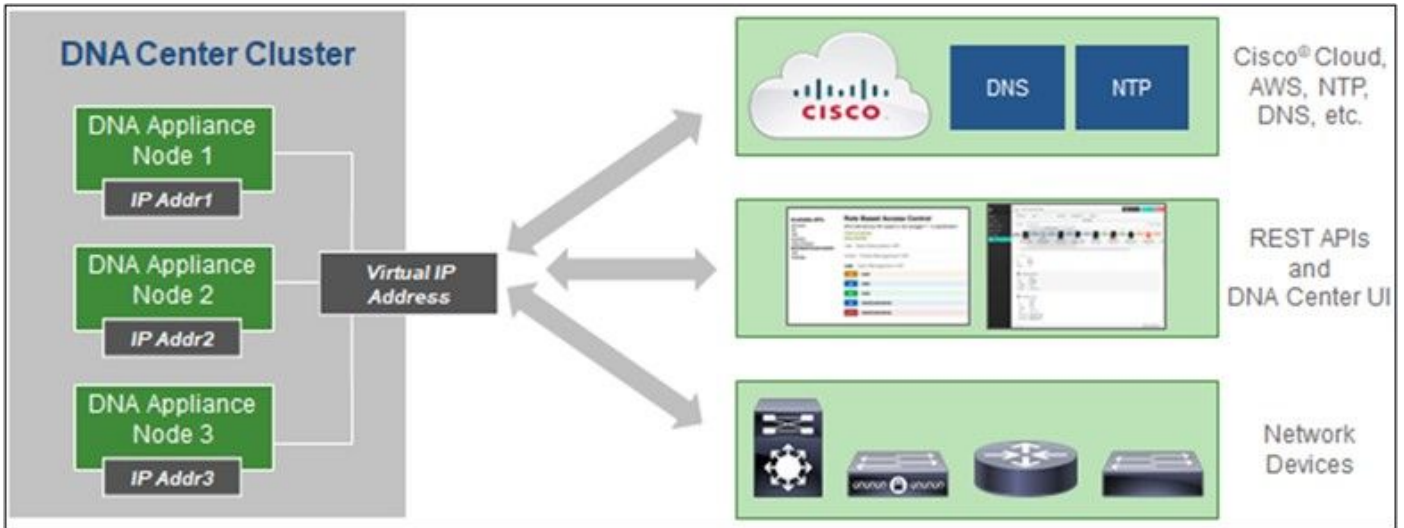 DNA Center Cluster
DNA Appliance
Node 1
IP Addr1
DNA Appliance
Node 2
IP Addr2
DNA Appliance
Node 3
IP Addr3
Virtual IP
Address
CISCO
DNS
NTP
Cisco® Cloud,
AWS, NTP,
DNS, etc.
Role Based Access Control
REST APIs
and
DNA Center UI
Network
Devices